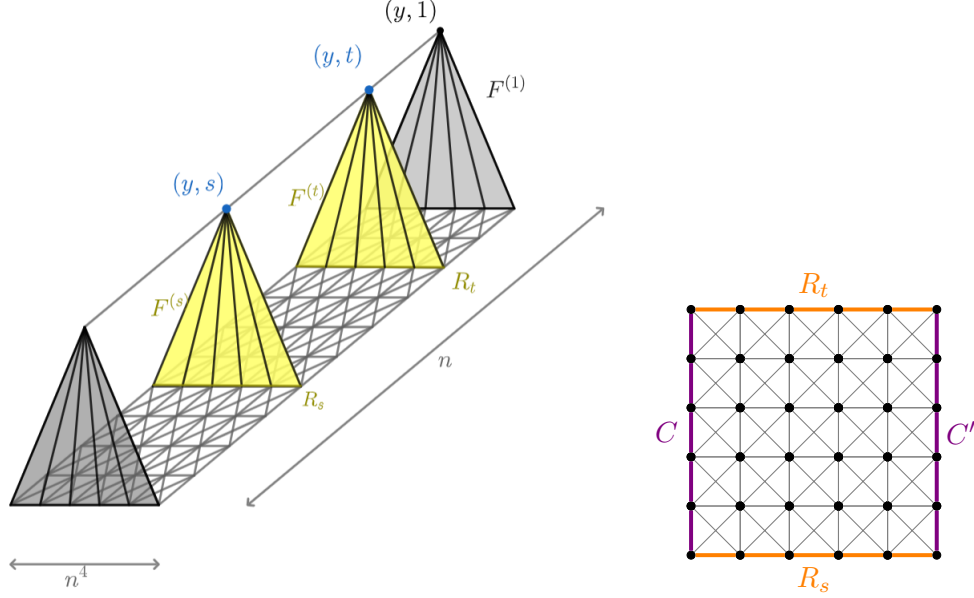 (y, 1)
(y, t)
F^{(1)}
(y, s)
F^{(t)}
R_t
F^{(s)}
R_s
n
n^4
R_t
C
C′
R_s